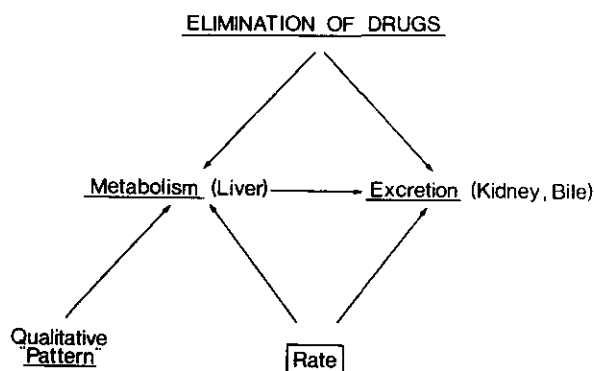 ELIMINATION OF DRUGS
Metabolism (Liver) Excretion (Kidney, Bile)
Qualitative
"Pattern"
Rate